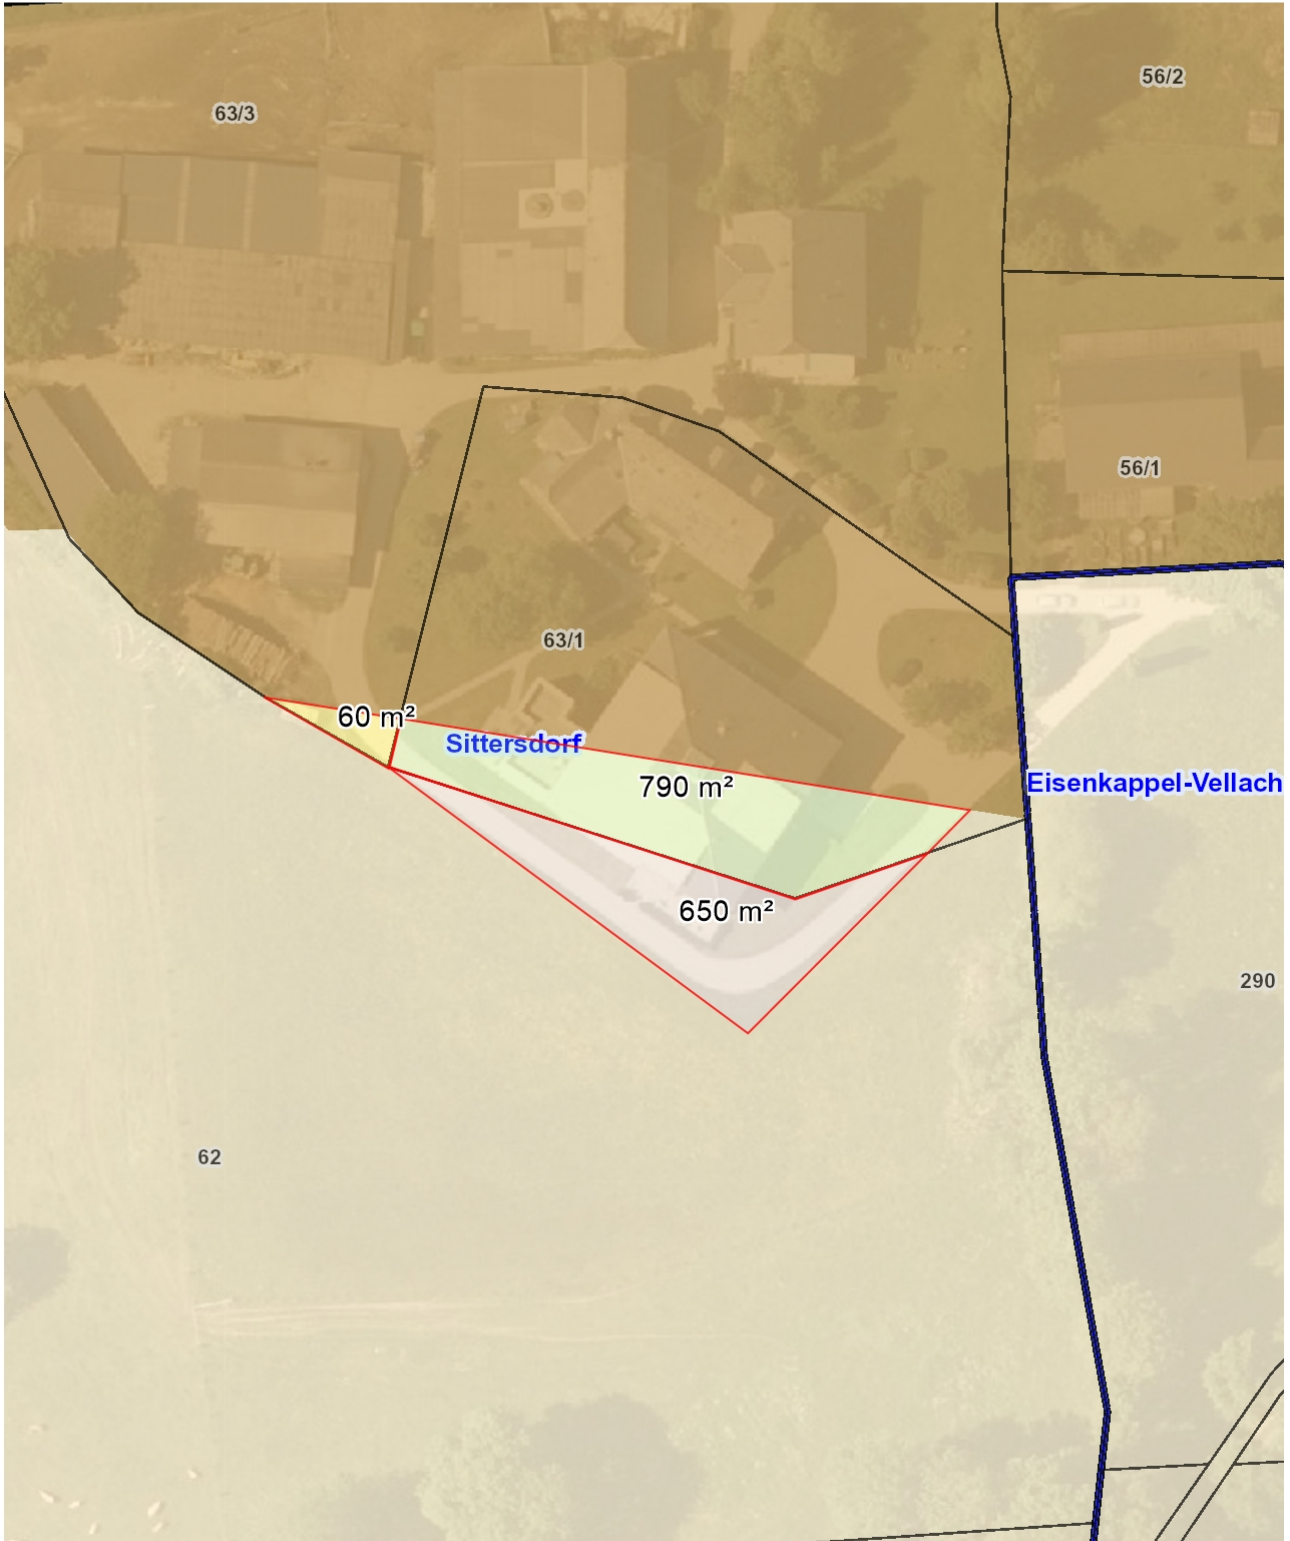 56/2
63/3
56/1
63/1
60 m²
Sittersdorf
790 m²
Eisenkappel-Vellach
650 m²
290
62